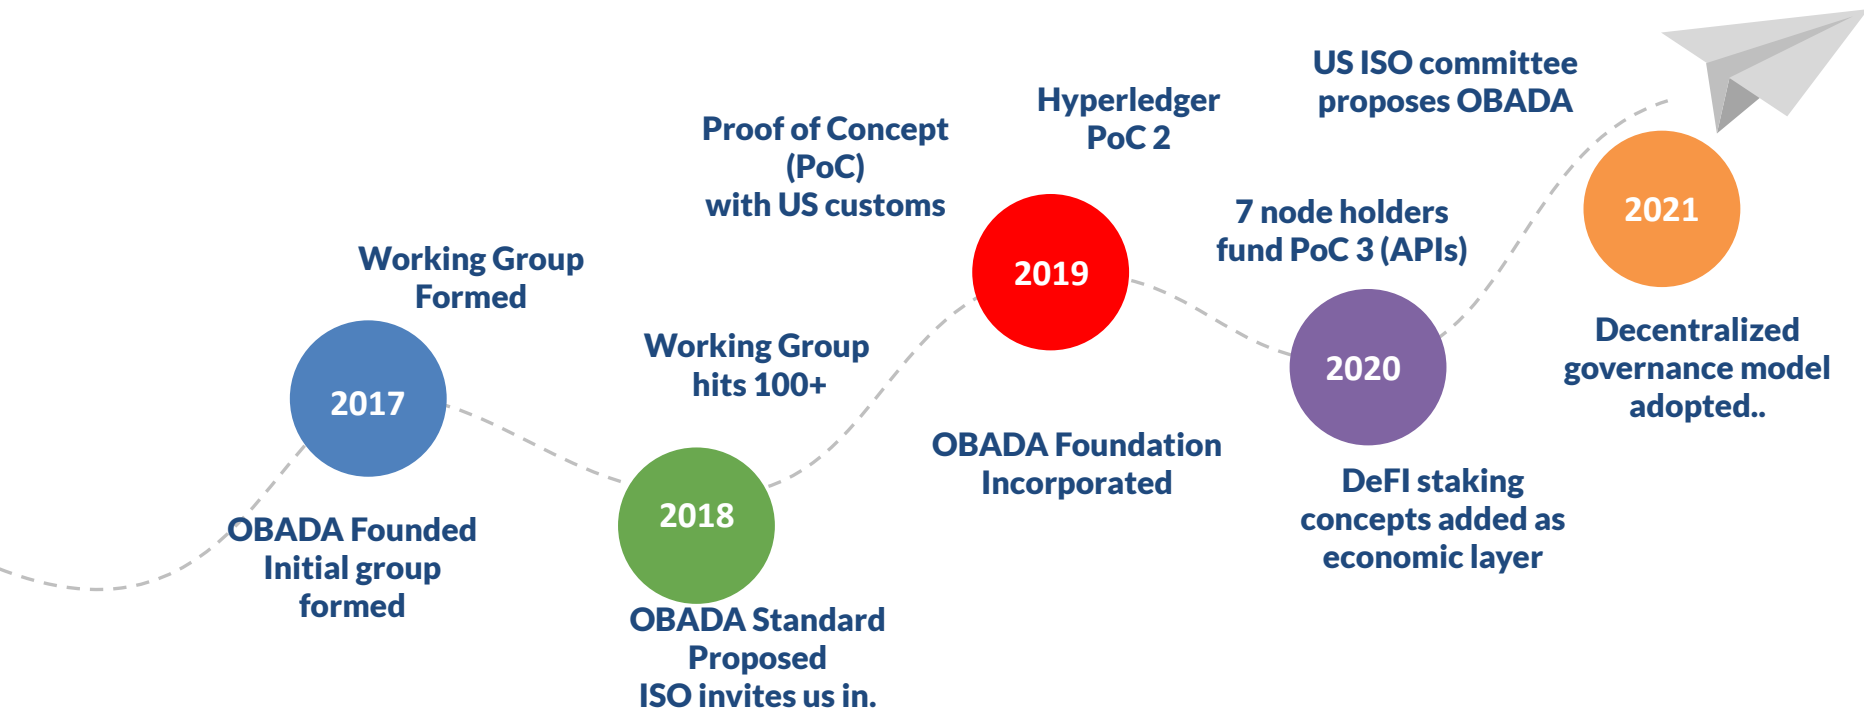 Working Group
Formed
2017
OBADA Founded
Initial group
formed
Working Group
hits 100+
2018
OBADA Standard
Proposed
ISO invites us in.
Proof of Concept
(PoC)
with US customs
Hyperledger
PoC 2
2019
OBADA Foundation
Incorporated
7 node holders
fund PoC 3 (APIs)
2020
DeFI staking
concepts added as
economic layer
US ISO committee
proposes OBADA
2021
Decentralized
governance model
adopted..